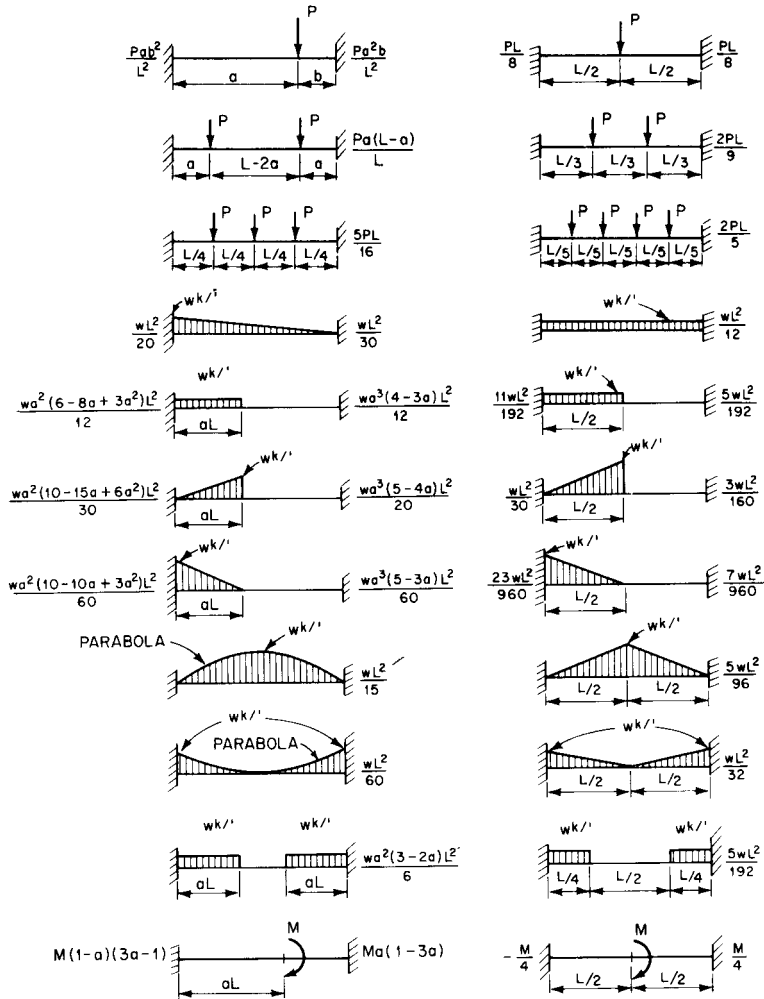 P
Pab²/L² Pa²b/L²
a b
P
PL/8 PL/8
L/2 L/2
P P
Pa(L-a)/L
a L-2a a
P P
2PL/9
L/3 L/3 L/3
P P P
5PL/16
L/4 L/4 L/4 L/4
P P P P
2PL/5
L/5 L/5 L/5 L/5 L/5
wk/'
wL²/20 wL²/30
wk/'
wL²/12
wk/'
wa²(6-8a+3a²)L²/12 wa³(4-3a)L²/12
aL
wk/'
11wL²/192 5wL²/192
L/2
wk/'
wa²(10-15a+6a²)L²/30 wa³(5-4a)L²/20
aL
wk/'
wL²/30 3wL²/160
L/2
wk/'
wa²(10-10a+3a²)L²/60 wa³(5-3a)L²/60
aL
wk/'
23wL²/960 7wL²/960
L/2
PARABOLA wk/'
wL²/15
wk/'
5wL²/96
L/2 L/2
wk/'
PARABOLA
wL²/60
wk/'
wL²/32
L/2 L/2
wk/' wk/'
wa²(3-2a)L²/6
aL aL
wk/' wk/'
5wL²/192
L/4 L/2 L/4
M
M(1-a)(3a-1) Ma(1-3a)
aL
M
-M/4 M/4
L/2 L/2